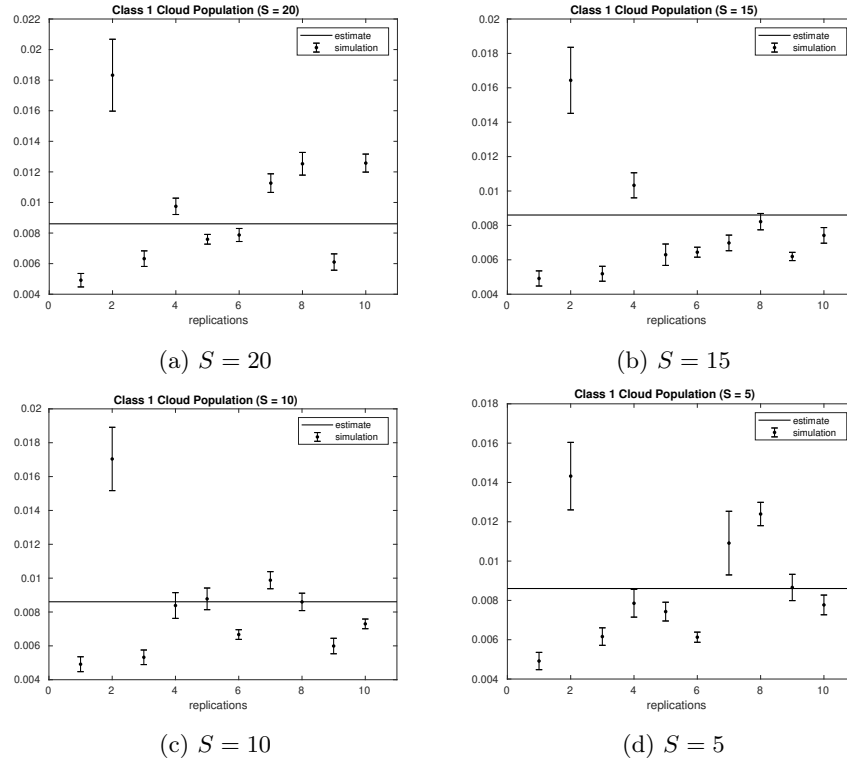 Class 1 Cloud Population (S = 20)
0.022
0.02
0.018
0.016
0.014
0.012
0.01
0.008
0.006
0.004
0 2 4 6 8 10
replications
estimate
simulation
(a) S = 20
Class 1 Cloud Population (S = 15)
0.02
0.018
0.016
0.014
0.012
0.01
0.008
0.006
0.004
0 2 4 6 8 10
replications
estimate
simulation
(b) S = 15
Class 1 Cloud Population (S = 10)
0.02
0.018
0.016
0.014
0.012
0.01
0.008
0.006
0.004
0 2 4 6 8 10
replications
estimate
simulation
(c) S = 10
Class 1 Cloud Population (S = 5)
0.018
0.016
0.014
0.012
0.01
0.008
0.006
0.004
0 2 4 6 8 10
replications
estimate
simulation
(d) S = 5